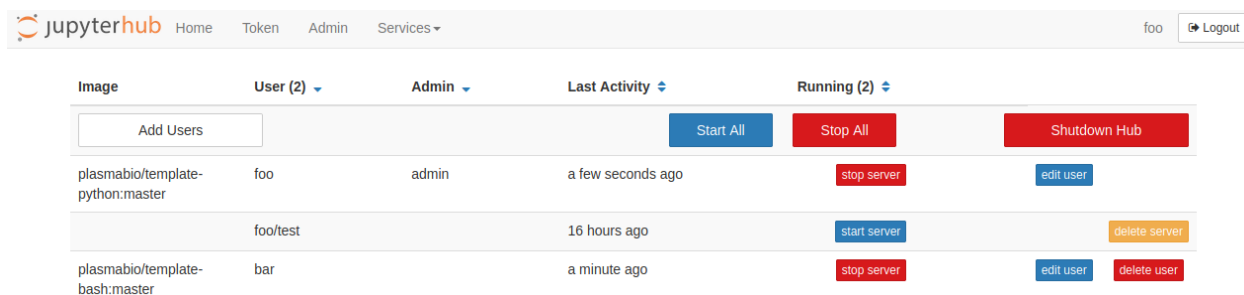 jupyterhub Home Token Admin Services foo Logout
Image User (2) Admin Last Activity Running (2)
Add Users Start All Stop All Shutdown Hub
plasmabio/template- foo admin a few seconds ago stop server edit user
python:master
foo/test 16 hours ago start server delete server
plasmabio/template- bar a minute ago stop server edit user delete user
bash:master